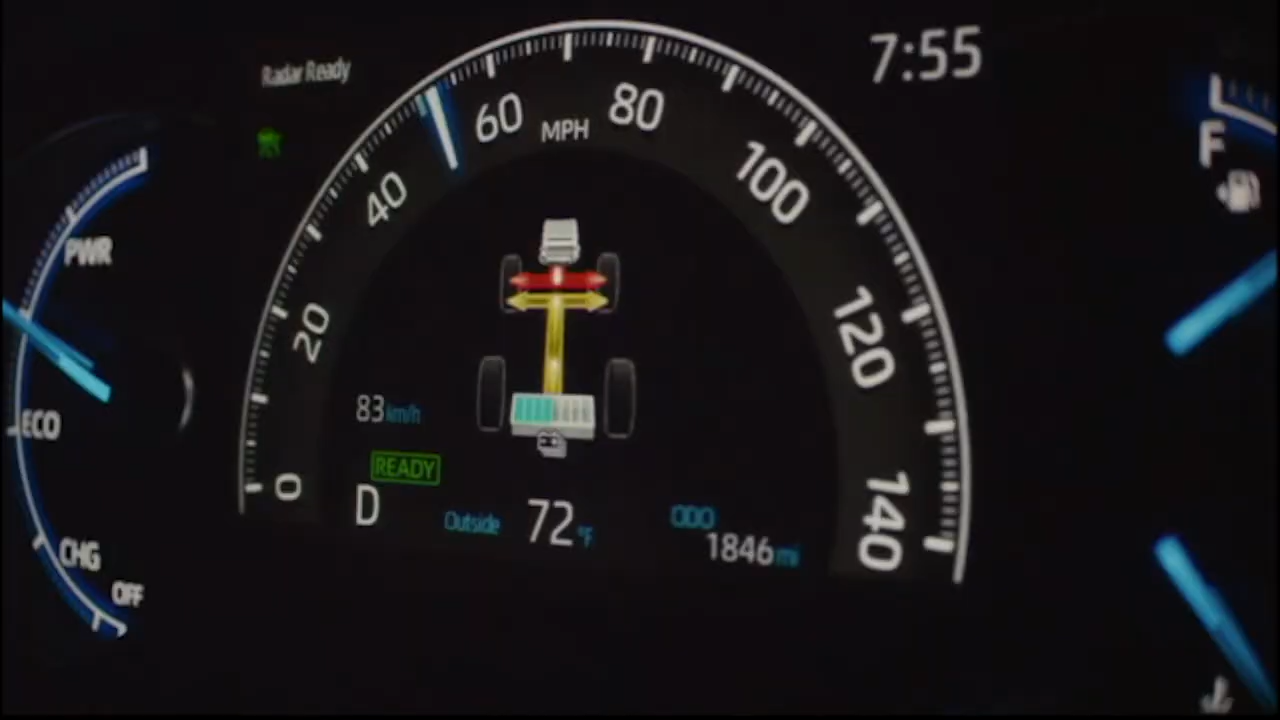 Radar Ready
7:55
0
20
40
60
MPH
80
100
120
140
PWR
ECO
CHG
OFF
F
83 km/h
READY
D
Outside 72 °F
ODO
1846 mi